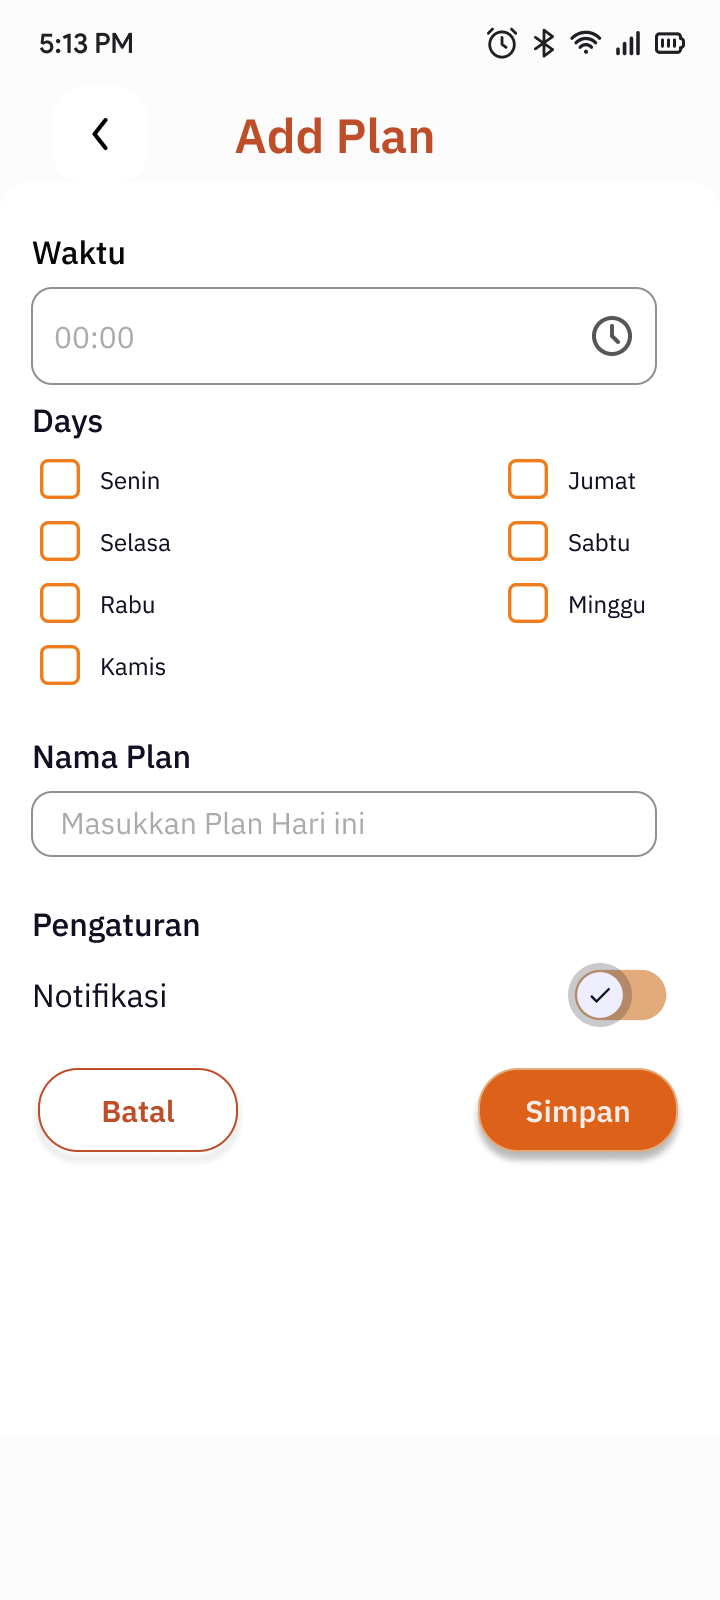 5:13 PM
Add Plan
Waktu
00:00
Days
Senin
Jumat
Selasa
Sabtu
Rabu
Minggu
Kamis
Nama Plan
Masukkan Plan Hari ini
Pengaturan
Notifikasi
Batal
Simpan